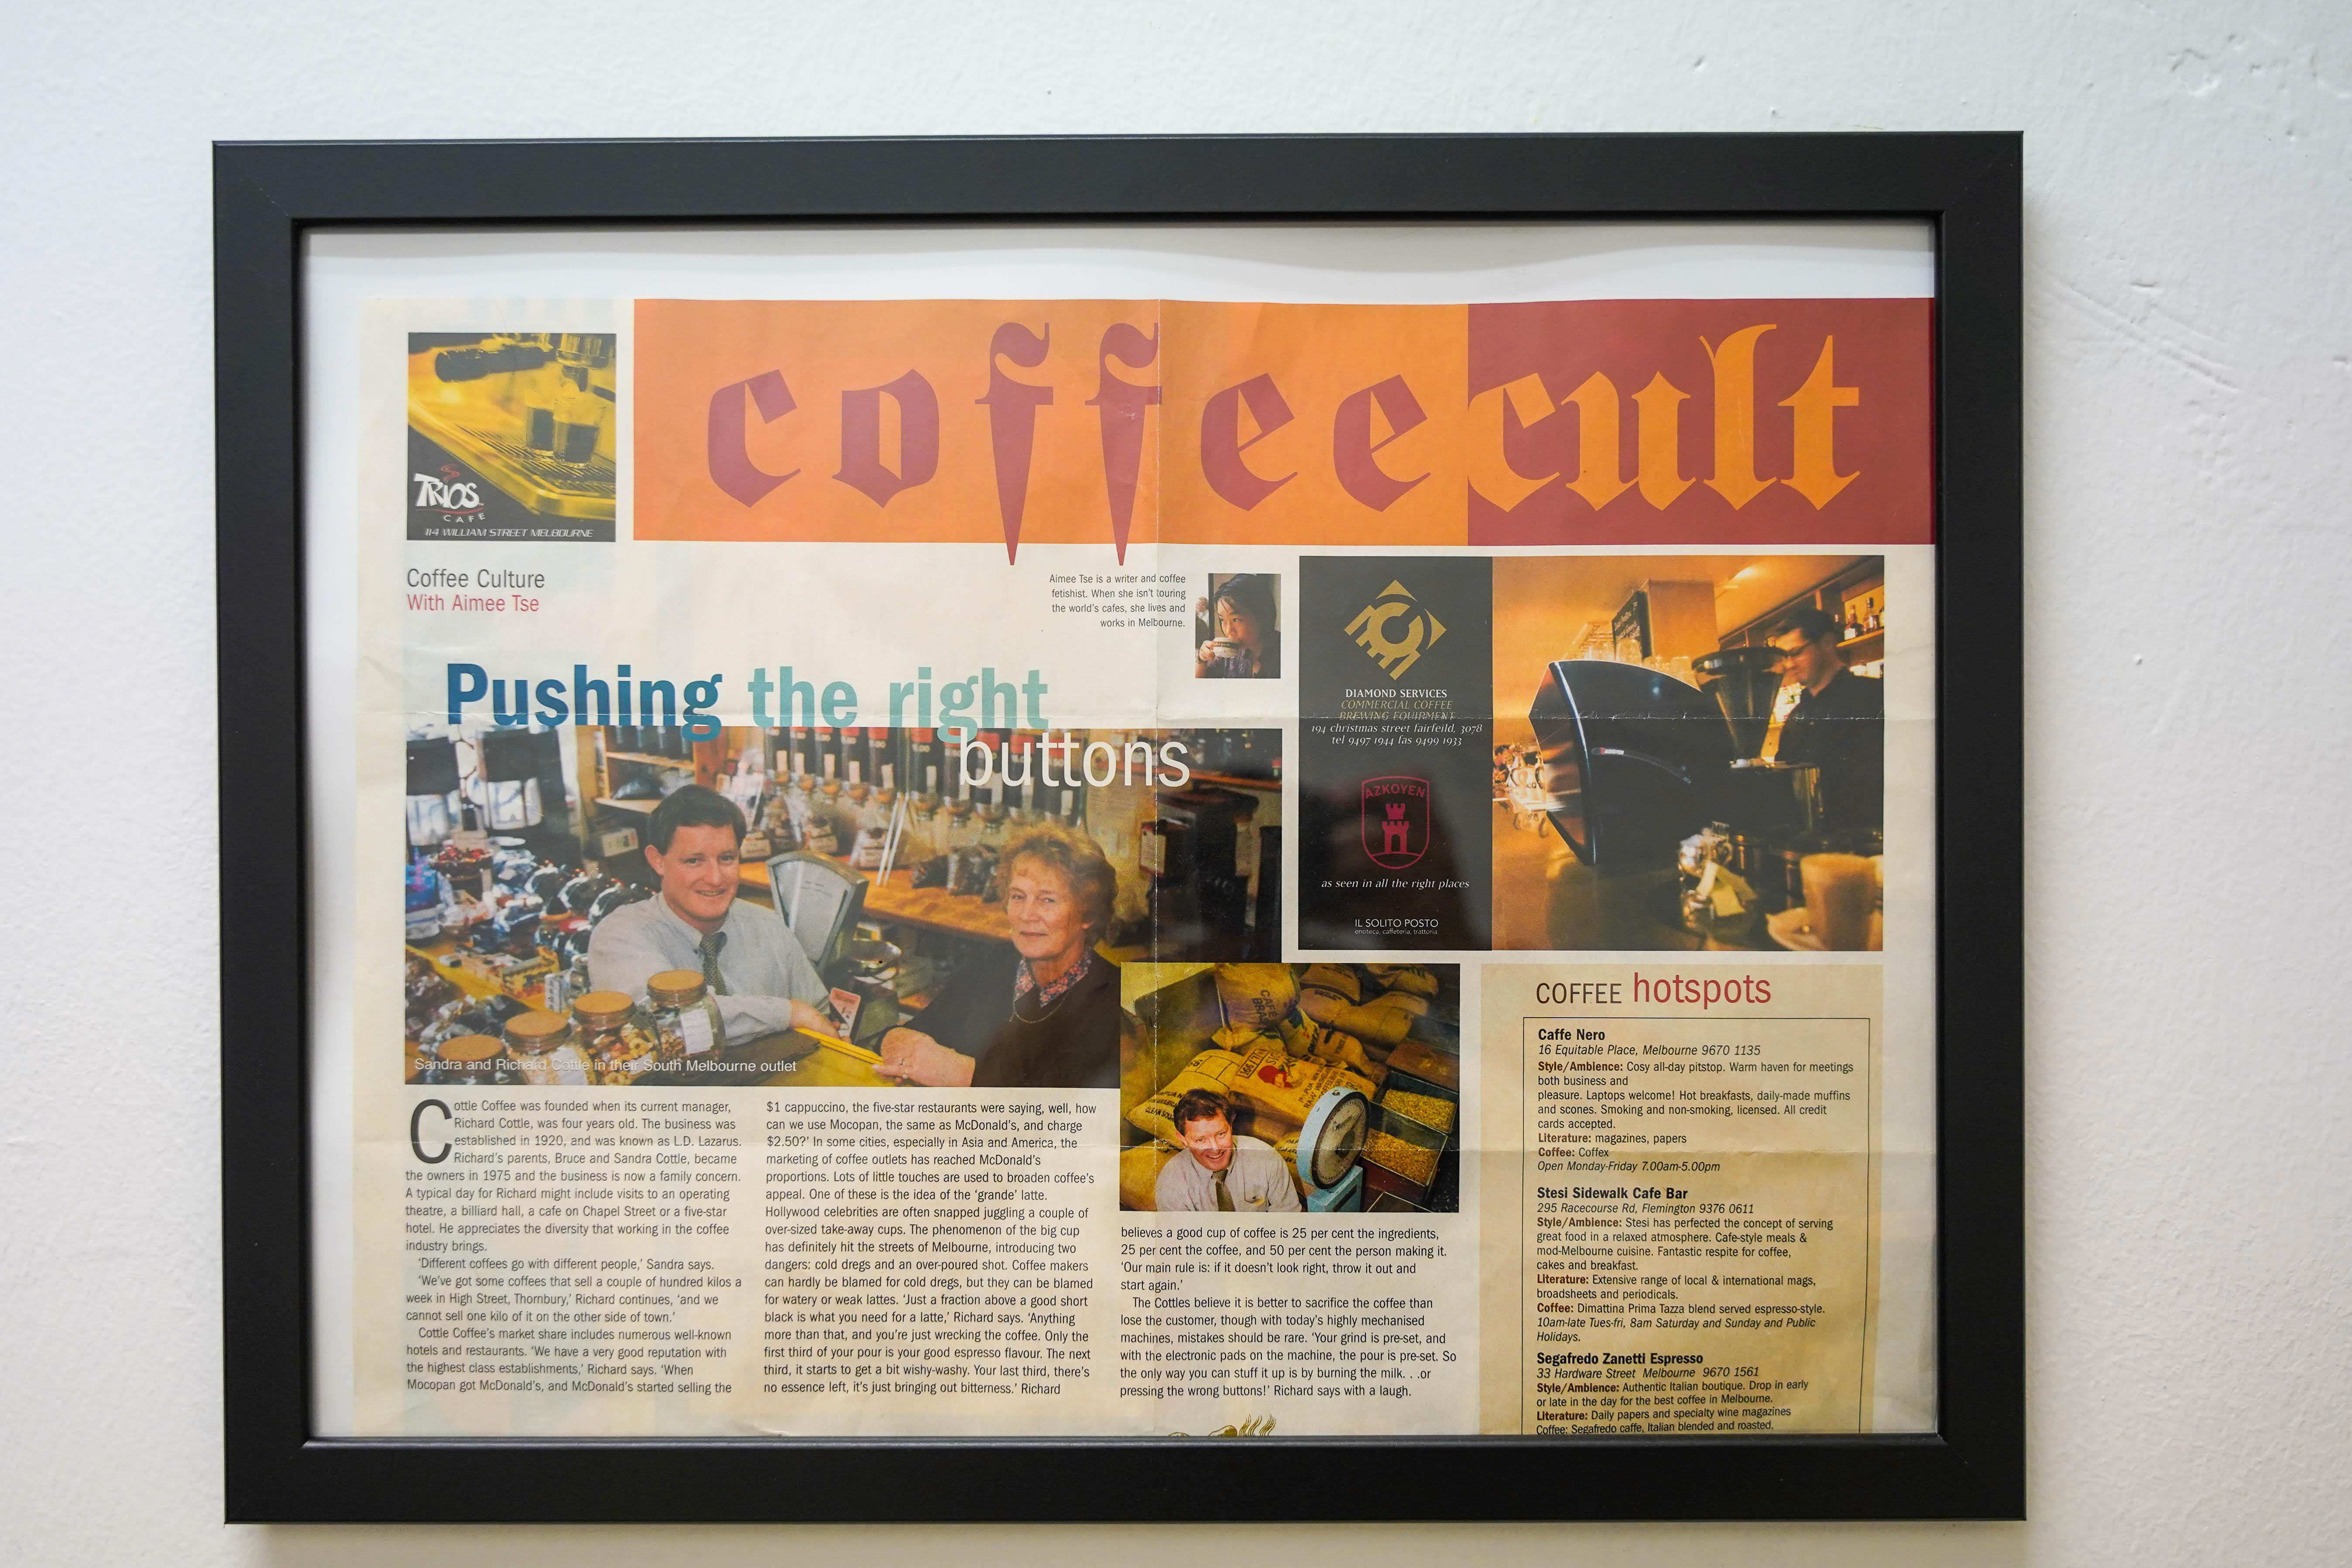 coffeecult
TRIOS
CAFE
114 WILLIAM STREET MELBOURNE
Coffee Culture
With Aimee Tse
Aimee Tse is a writer and coffee
fetishist. When she isn't touring
the world's cafes, she lives and
works in Melbourne.
Pushing the right
buttons
Sandra and Richard Cottle in their South Melbourne outlet
Cottle Coffee was founded when its current manager,
Richard Cottle, was four years old. The business was
established in 1920, and was known as L.D. Lazarus.
Richard's parents, Bruce and Sandra Cottle, became
the owners in 1975 and the business is now a family concern.
A typical day for Richard might include visits to an operating
theatre, a billiard hall, a cafe on Chapel Street or a five-star
hotel. He appreciates the diversity that working in the coffee
industry brings.
'Different coffees go with different people,' Sandra says.
'We've got some coffees that sell a couple of hundred kilos a
week in High Street, Thornbury,' Richard continues, 'and we
cannot sell one kilo of it on the other side of town.'
Cottle Coffee's market share includes numerous well-known
hotels and restaurants. 'We have a very good reputation with
the highest class establishments,' Richard says. 'When
Mocopan got McDonald's, and McDonald's started selling the
$1 cappuccino, the five-star restaurants were saying, well, how
can we use Mocopan, the same as McDonald's, and charge
$2.50?' In some cities, especially in Asia and America, the
marketing of coffee outlets has reached McDonald's
proportions. Lots of little touches are used to broaden coffee's
appeal. One of these is the idea of the 'grande' latte.
Hollywood celebrities are often snapped juggling a couple of
over-sized take-away cups. The phenomenon of the big cup
has definitely hit the streets of Melbourne, introducing two
dangers: cold dregs and an over-poured shot. Coffee makers
can hardly be blamed for cold dregs, but they can be blamed
for watery or weak lattes. 'Just a fraction above a good short
black is what you need for a latte,' Richard says. 'Anything
more than that, and you're just wrecking the coffee. Only the
first third of your pour is your good espresso flavour. The next
third, it starts to get a bit wishy-washy. Your last third, there's
no essence left, it's just bringing out bitterness.' Richard
believes a good cup of coffee is 25 per cent the ingredients,
25 per cent the coffee, and 50 per cent the person making it.
'Our main rule is: if it doesn't look right, throw it out and
start again.'
The Cottles believe it is better to sacrifice the coffee than
lose the customer, though with today's highly mechanised
machines, mistakes should be rare. 'Your grind is pre-set, and
with the electronic pads on the machine, the pour is pre-set. So
the only way you can stuff it up is by burning the milk. . .or
pressing the wrong buttons!' Richard says with a laugh.
DIAMOND SERVICES
COMMERCIAL COFFEE
BREWING EQUIPMENT
194 christmas street fairfeild, 3078
tel 9497 1944 fas 9499 1933
AZKOYEN
as seen in all the right places
IL SOLITO POSTO
enoteca, caffeteria, trattoria
COFFEE hotspots
Caffe Nero
16 Equitable Place, Melbourne 9670 1135
Style/Ambience: Cosy all-day pitstop. Warm haven for meetings
both business and
pleasure. Laptops welcome! Hot breakfasts, daily-made muffins
and scones. Smoking and non-smoking, licensed. All credit
cards accepted.
Literature: magazines, papers
Coffee: Coffex
Open Monday-Friday 7.00am-5.00pm
Stesi Sidewalk Cafe Bar
295 Racecourse Rd, Flemington 9376 0611
Style/Ambience: Stesi has perfected the concept of serving
great food in a relaxed atmosphere. Cafe-style meals &
mod-Melbourne cuisine. Fantastic respite for coffee,
cakes and breakfast.
Literature: Extensive range of local & international mags,
broadsheets and periodicals.
Coffee: Dimattina Prima Tazza blend served espresso-style.
10am-late Tues-fri, 8am Saturday and Sunday and Public
Holidays.
Segafredo Zanetti Espresso
33 Hardware Street Melbourne 9670 1561
Style/Ambience: Authentic Italian boutique. Drop in early
or late in the day for the best coffee in Melbourne.
Literature: Daily papers and specialty wine magazines
Coffee: Segafredo caffe, Italian blended and roasted.